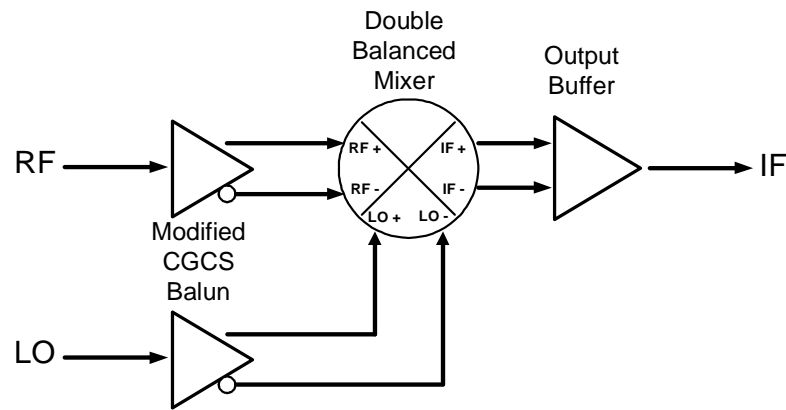 Double
Balanced
Mixer
Output
Buffer
RF
RF +
IF +
RF -
IF -
LO +
LO -
IF
Modified
CGCS
Balun
LO